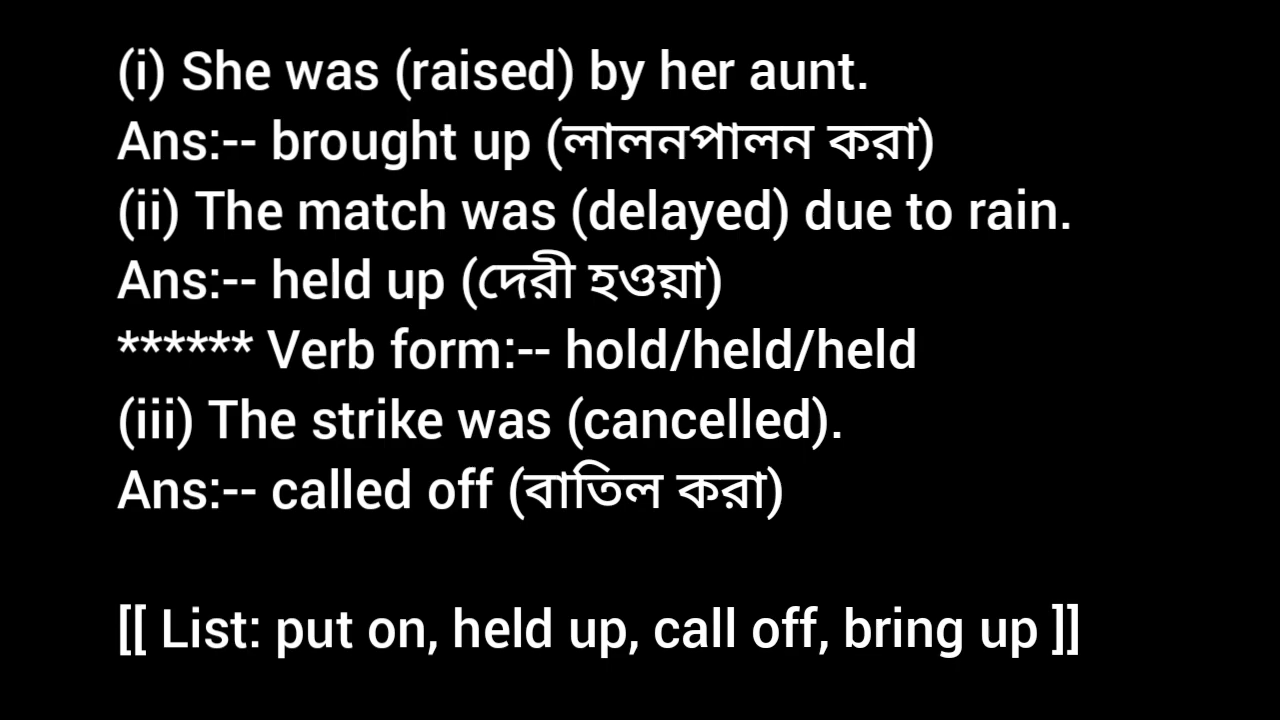 (i) She was (raised) by her aunt.
Ans:-- brought up (লালনপালন করা)
(ii) The match was (delayed) due to rain.
Ans:-- held up (দেরী হওয়া)
****** Verb form:-- hold/held/held
(iii) The strike was (cancelled).
Ans:-- called off (বাতিল করা)
[[ List: put on, held up, call off, bring up ]]